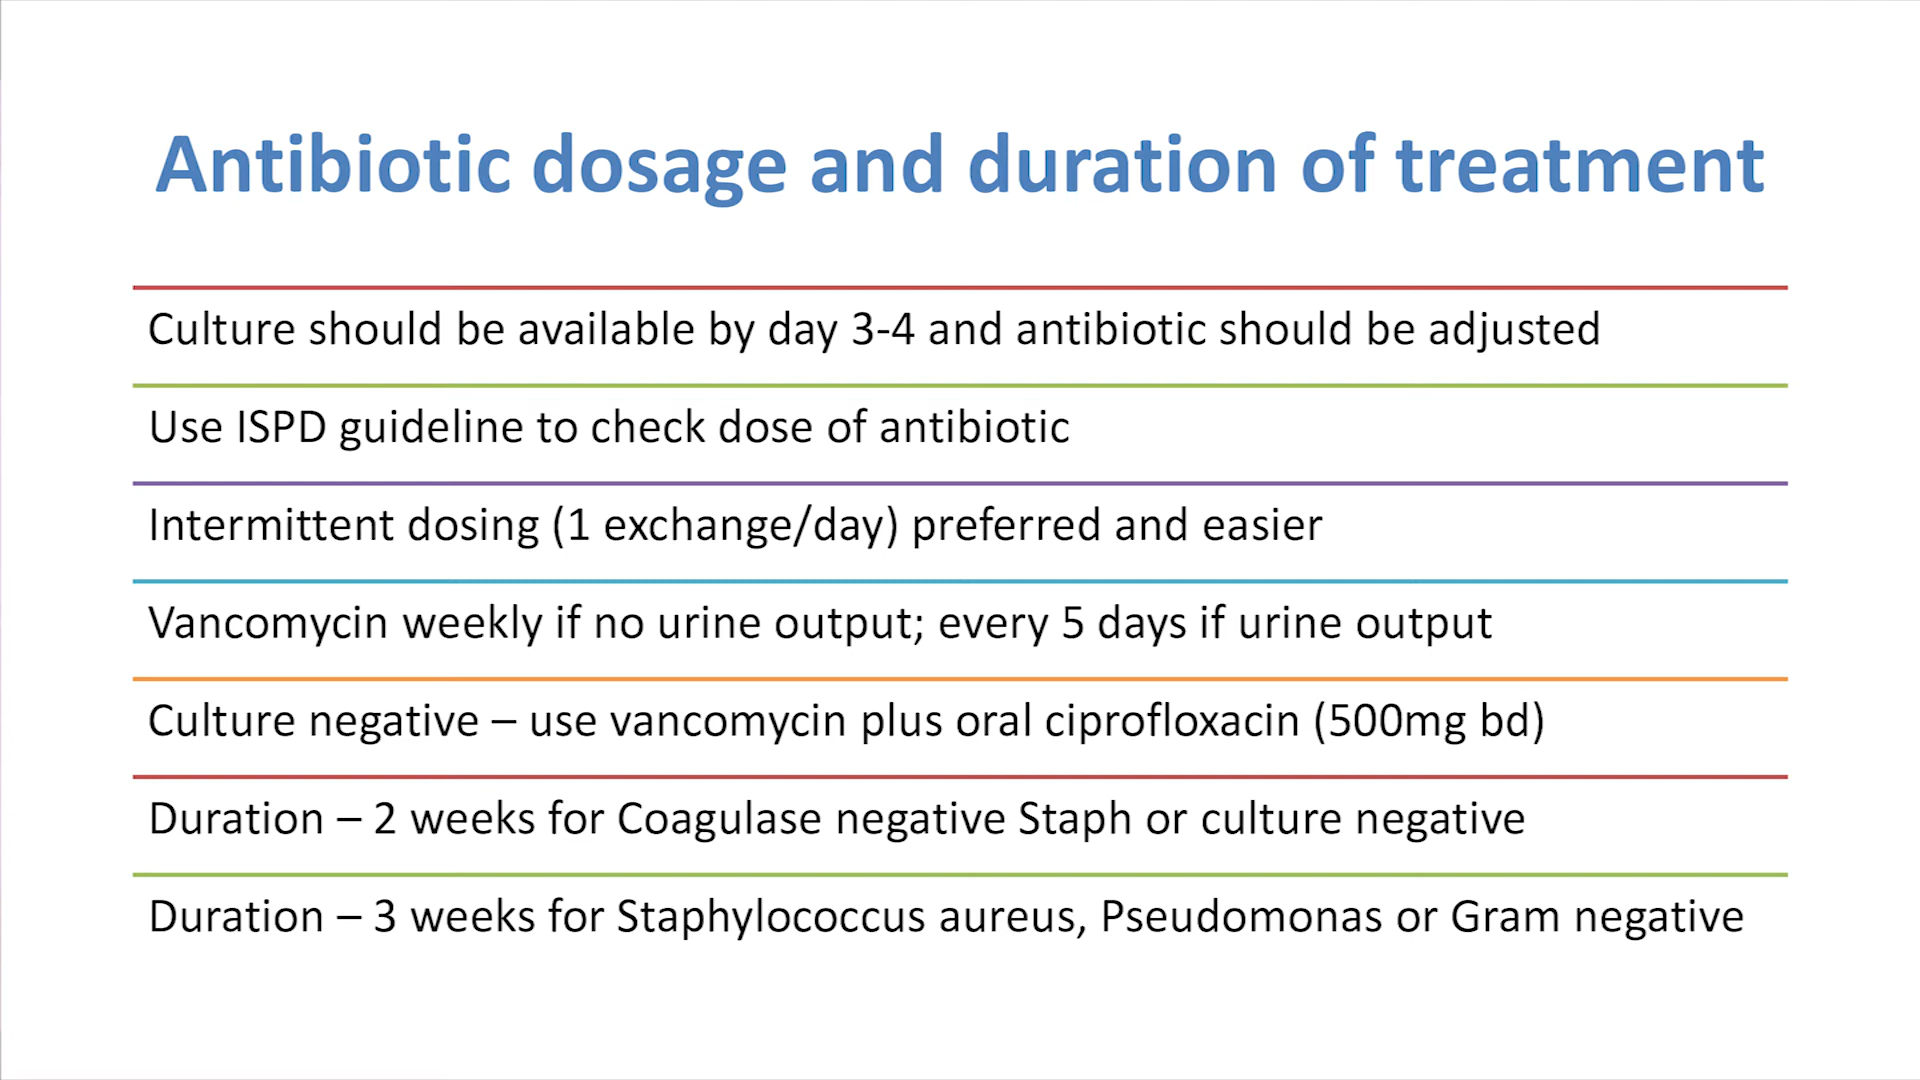 Antibiotic dosage and duration of treatment
Culture should be available by day 3-4 and antibiotic should be adjusted
Use ISPD guideline to check dose of antibiotic
Intermittent dosing (1 exchange/day) preferred and easier
Vancomycin weekly if no urine output; every 5 days if urine output
Culture negative – use vancomycin plus oral ciprofloxacin (500mg bd)
Duration – 2 weeks for Coagulase negative Staph or culture negative
Duration – 3 weeks for Staphylococcus aureus, Pseudomonas or Gram negative